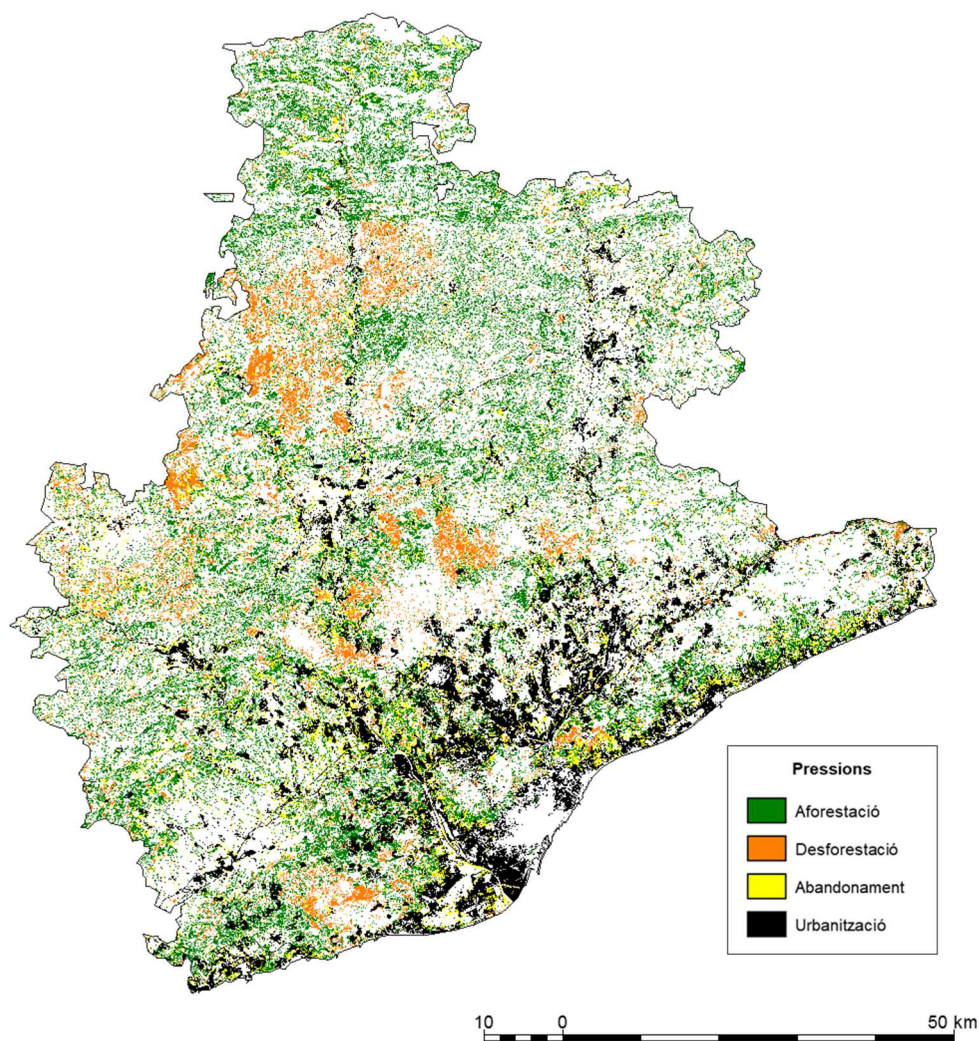 Pressions
Aforestació
Desforestació
Abandonament
Urbanització
10 0 50 km